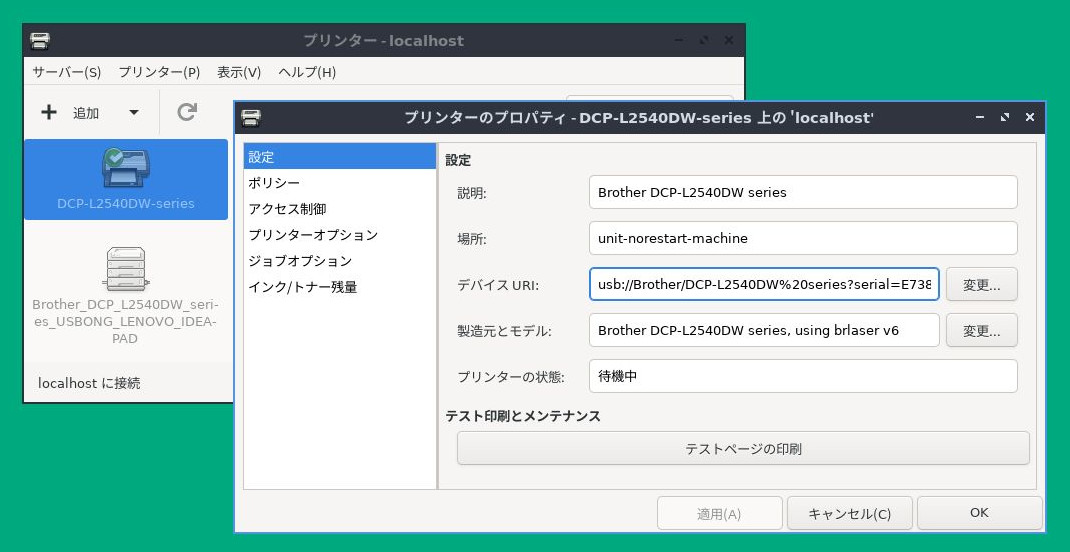 プリンター - localhost
サーバー(S) プリンター(P) 表示(V) ヘルプ(H)
追加
DCP-L2540DW-series
Brother_DCP_L2540DW_seri-
es_USBONG_LENOVO_IDEA-
PAD
localhost に接続
プリンターのプロパティ - DCP-L2540DW-series 上の 'localhost'
設定
ポリシー
アクセス制御
プリンターオプション
ジョブオプション
インク/トナー残量
設定
説明: Brother DCP-L2540DW series
場所: unit-norestart-machine
デバイス URI: usb://Brother/DCP-L2540DW%20series?serial=E738 変更...
製造元とモデル: Brother DCP-L2540DW series, using brlaser v6 変更...
プリンターの状態: 待機中
テスト印刷とメンテナンス
テストページの印刷
適用(A) キャンセル(C) OK